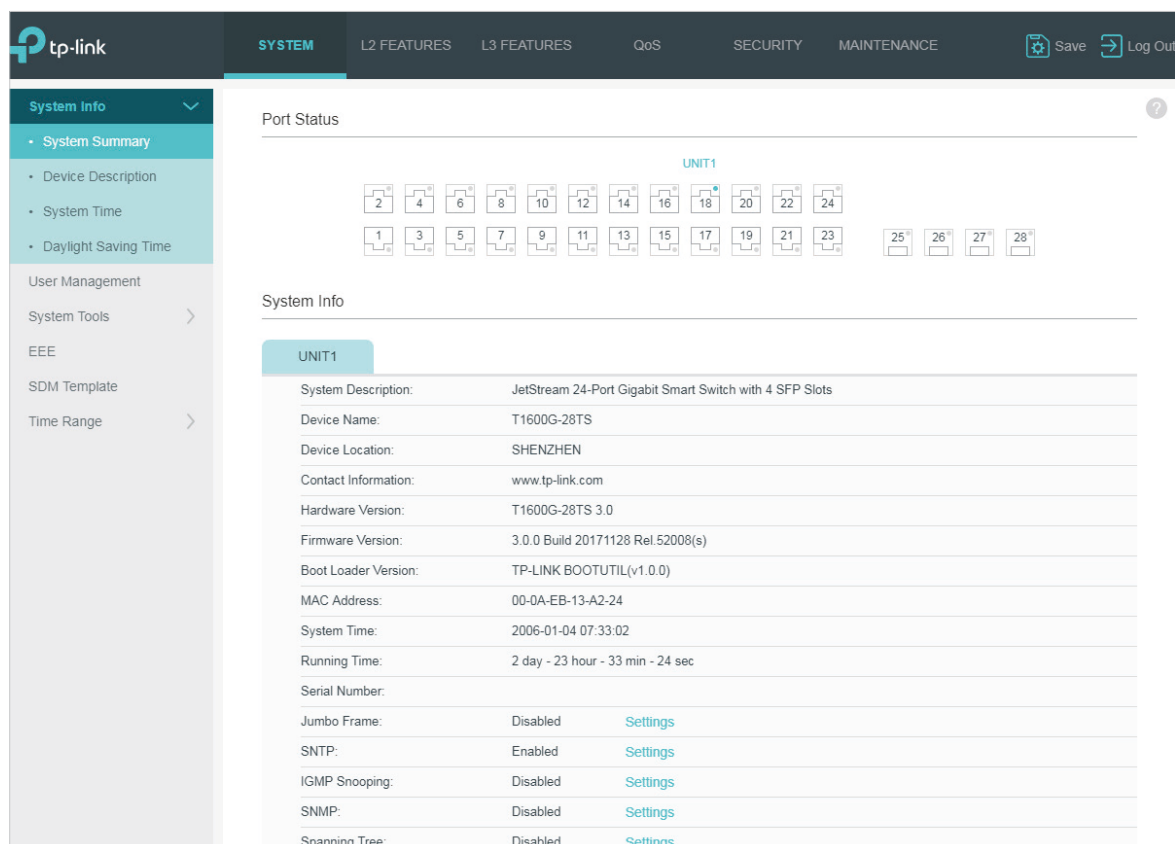 tp-link
SYSTEM L2 FEATURES L3 FEATURES QoS SECURITY MAINTENANCE Save Log Out
System Info
• System Summary
• Device Description
• System Time
• Daylight Saving Time
User Management
System Tools
EEE
SDM Template
Time Range
Port Status
?
UNIT1
2 4 6 8 10 12 14 16 18 20 22 24
1 3 5 7 9 11 13 15 17 19 21 23 25 26 27 28
System Info
UNIT1
System Description: JetStream 24-Port Gigabit Smart Switch with 4 SFP Slots
Device Name: T1600G-28TS
Device Location: SHENZHEN
Contact Information: www.tp-link.com
Hardware Version: T1600G-28TS 3.0
Firmware Version: 3.0.0 Build 20171128 Rel.52008(s)
Boot Loader Version: TP-LINK BOOTUTIL(v1.0.0)
MAC Address: 00-0A-EB-13-A2-24
System Time: 2006-01-04 07:33:02
Running Time: 2 day - 23 hour - 33 min - 24 sec
Serial Number:
Jumbo Frame: Disabled Settings
SNTP: Enabled Settings
IGMP Snooping: Disabled Settings
SNMP: Disabled Settings
Spanning Tree: Disabled Settings